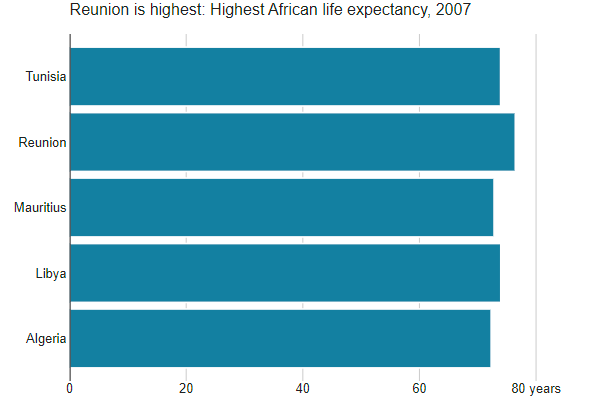 Reunion is highest: Highest African life expectancy, 2007
Tunisia
Reunion
Mauritius
Libya
Algeria
0 20 40 60 80 years